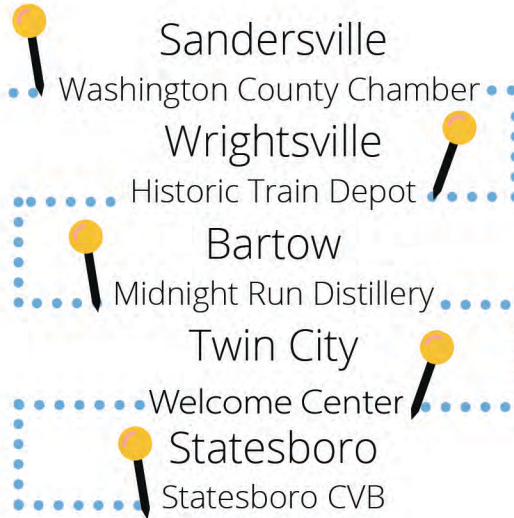 Sandersville
Washington County Chamber
Wrightsville
Historic Train Depot
Bartow
Midnight Run Distillery
Twin City
Welcome Center
Statesboro
Statesboro CVB